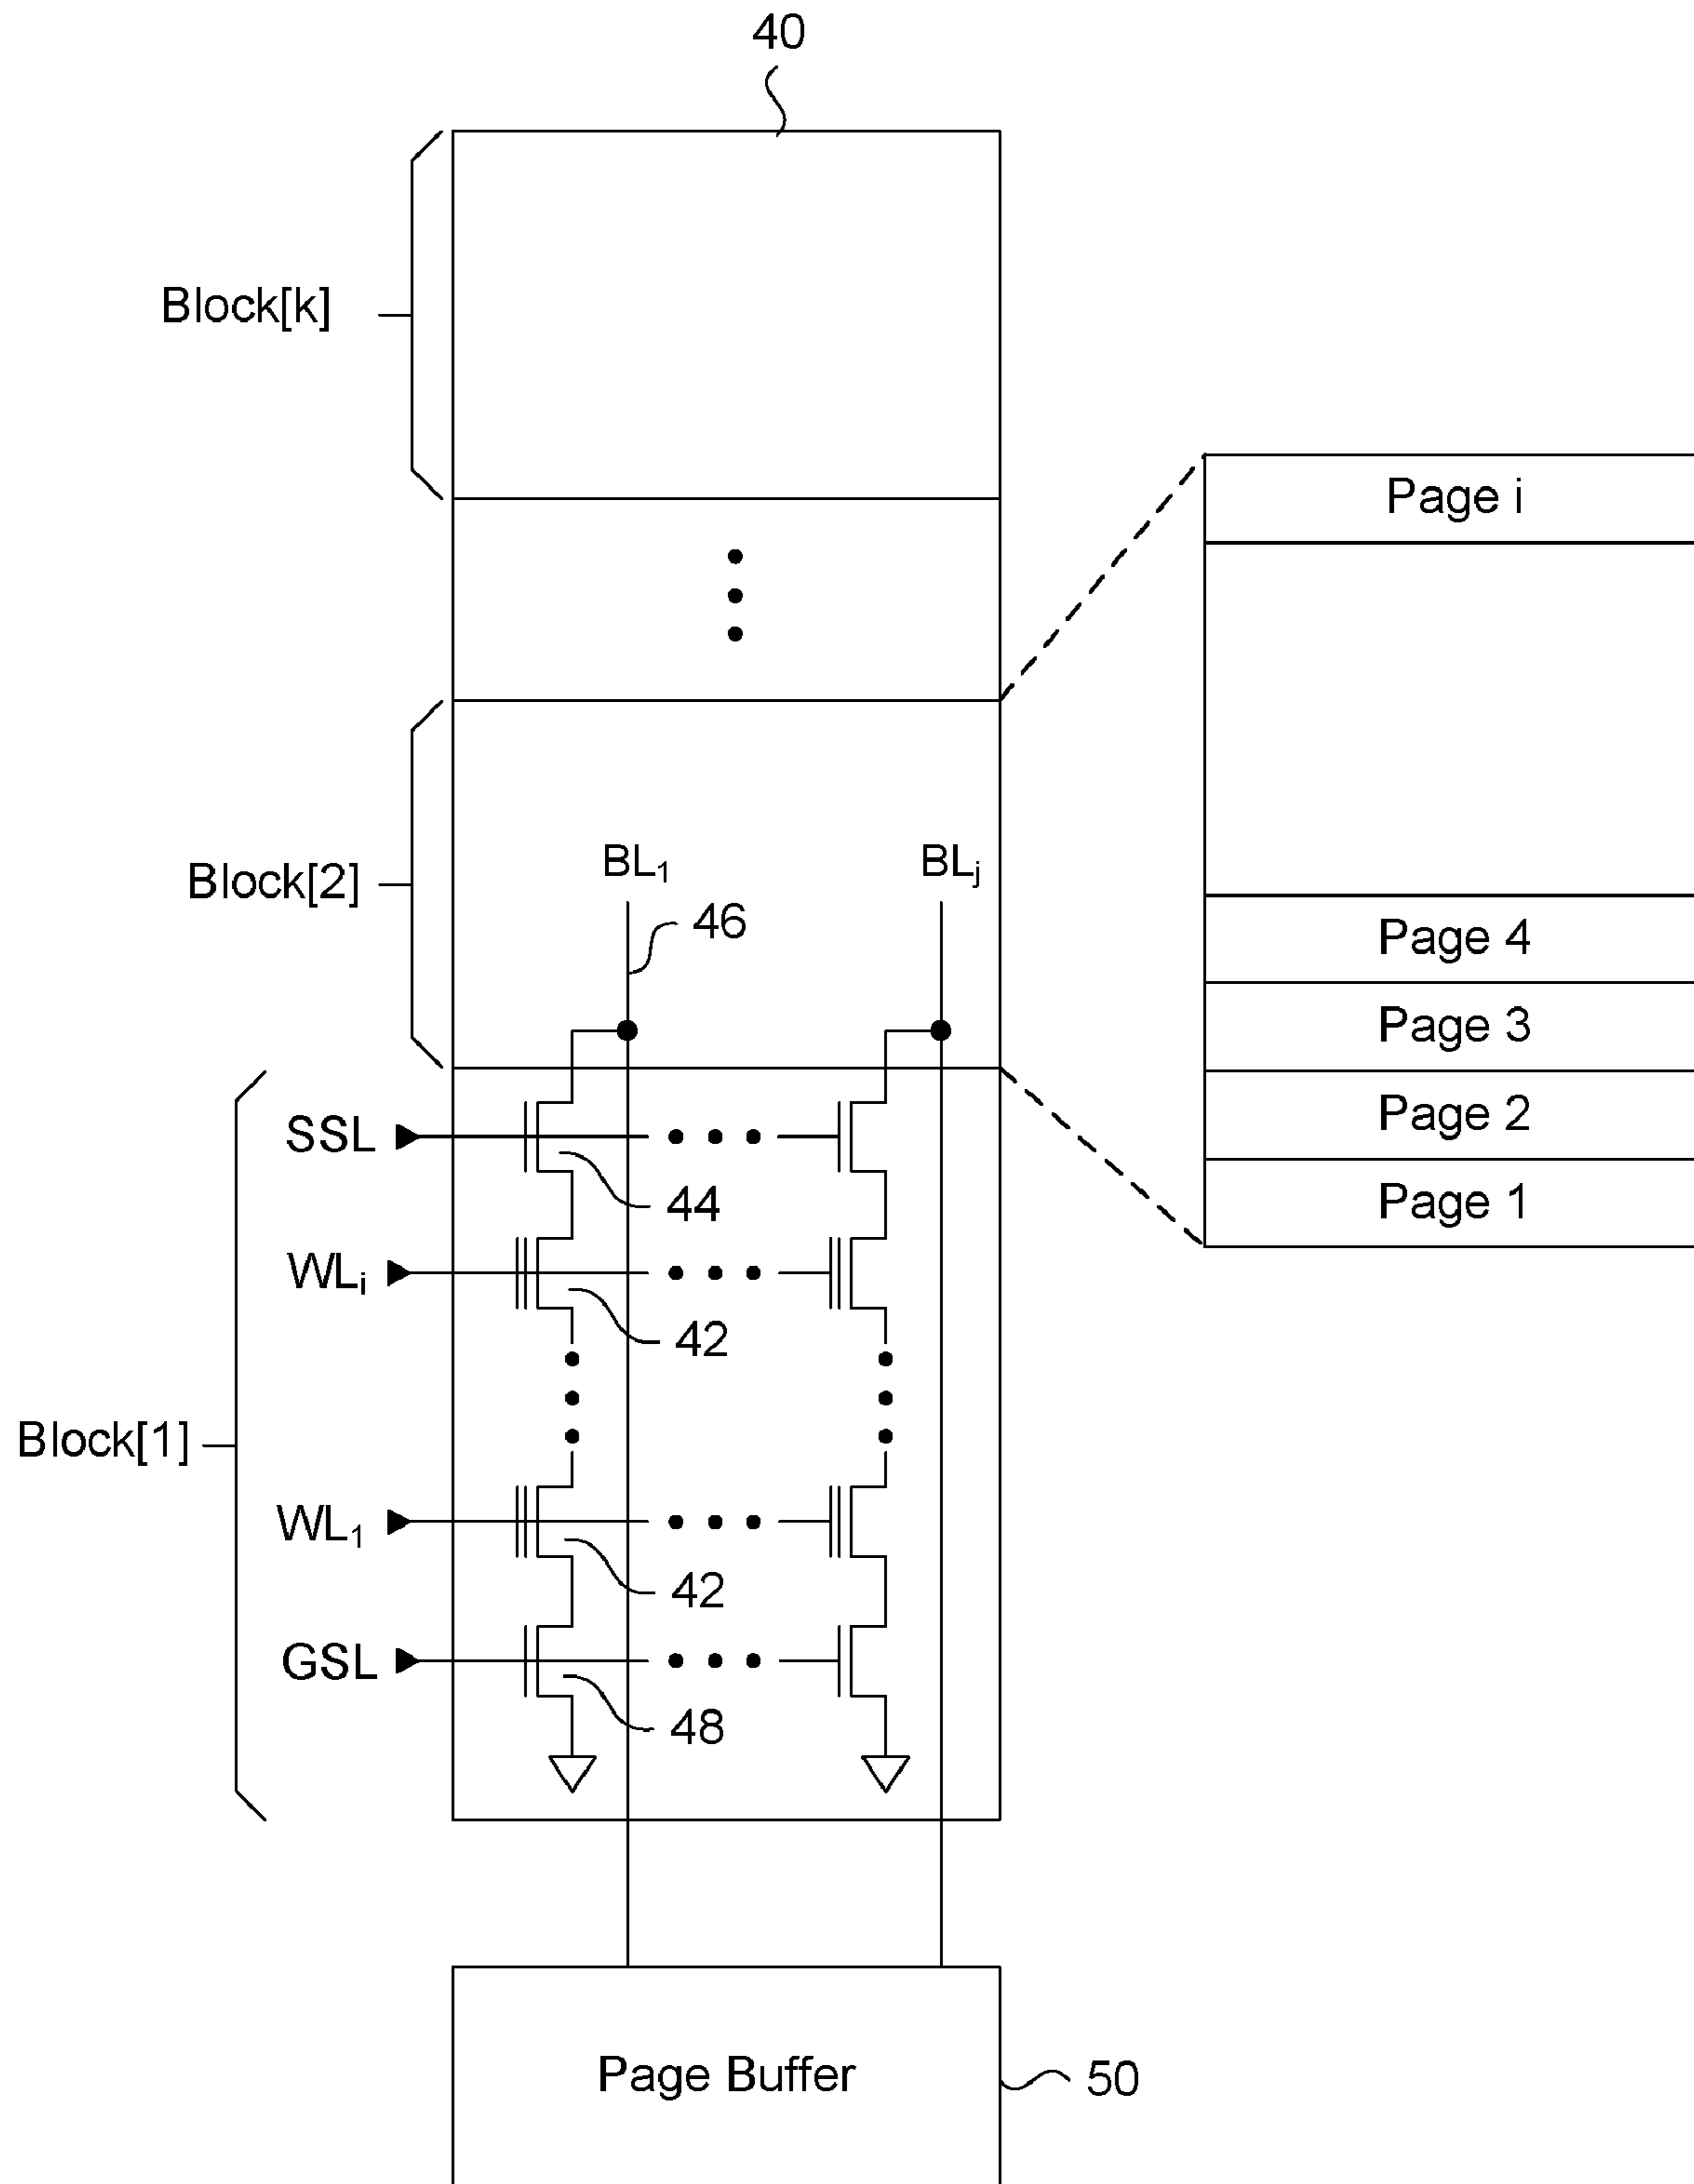 40
Block[k]
Page i
Block[2]
BL₁
BLⱼ
46
Page 4
Page 3
Page 2
Page 1
SSL
44
WLᵢ
42
Block[1]
WL₁
42
GSL
48
Page Buffer
50